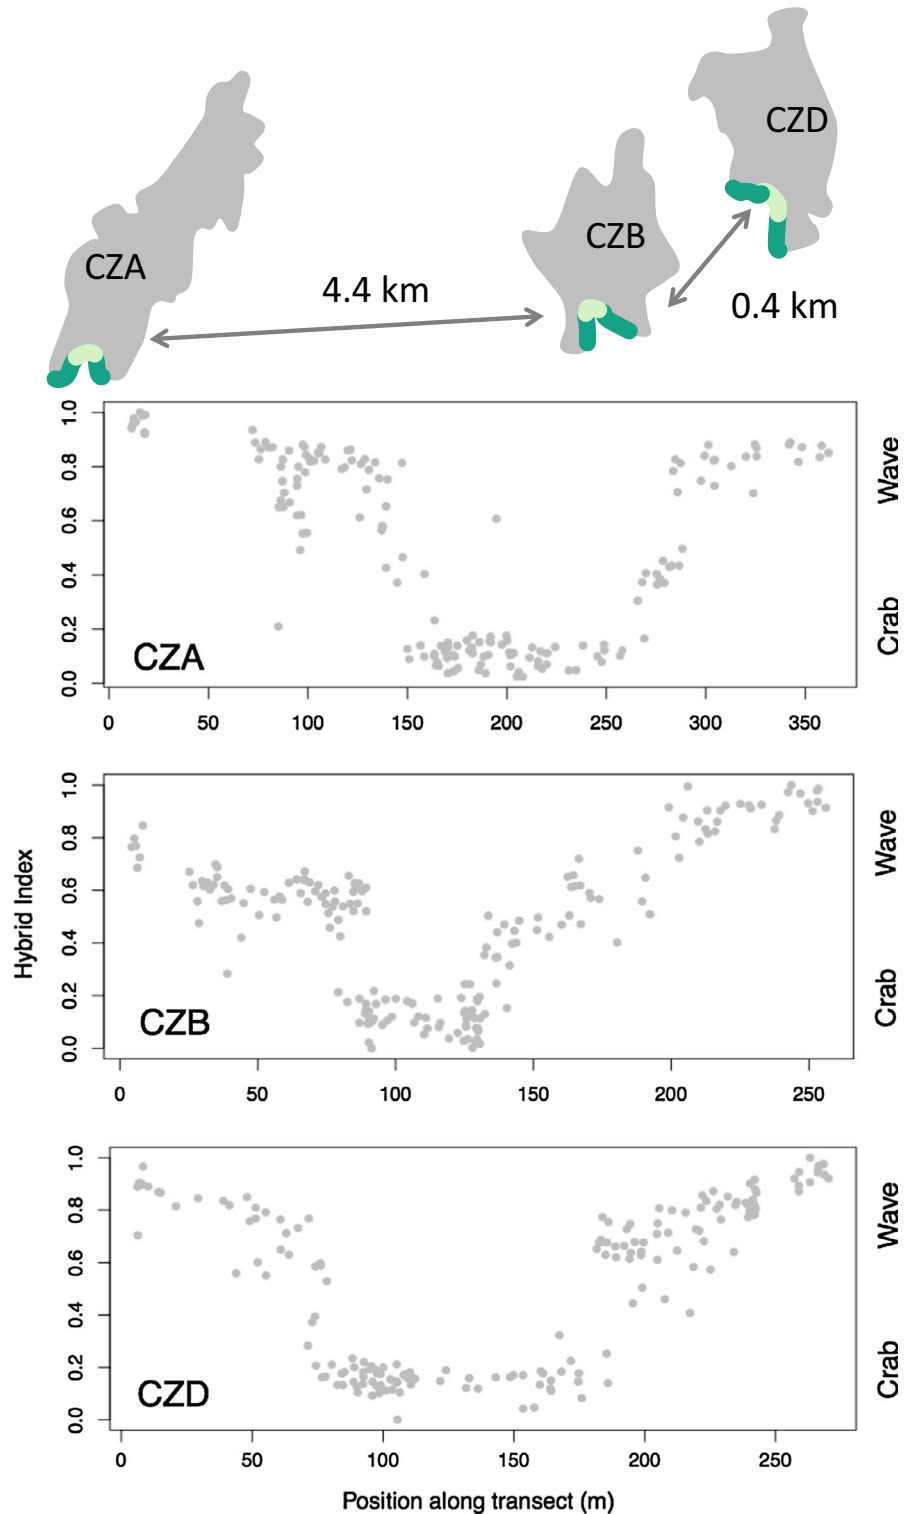 CZD
CZB
CZA
4.4 km
0.4 km
1.0
0.8
0.6
0.4
0.2
0.0
Wave
Crab
CZA
0 50 100 150 200 250 300 350
1.0
0.8
0.6
0.4
0.2
0.0
Hybrid Index
Wave
Crab
CZB
0 50 100 150 200 250
1.0
0.8
0.6
0.4
0.2
0.0
Wave
Crab
CZD
0 50 100 150 200 250
Position along transect (m)